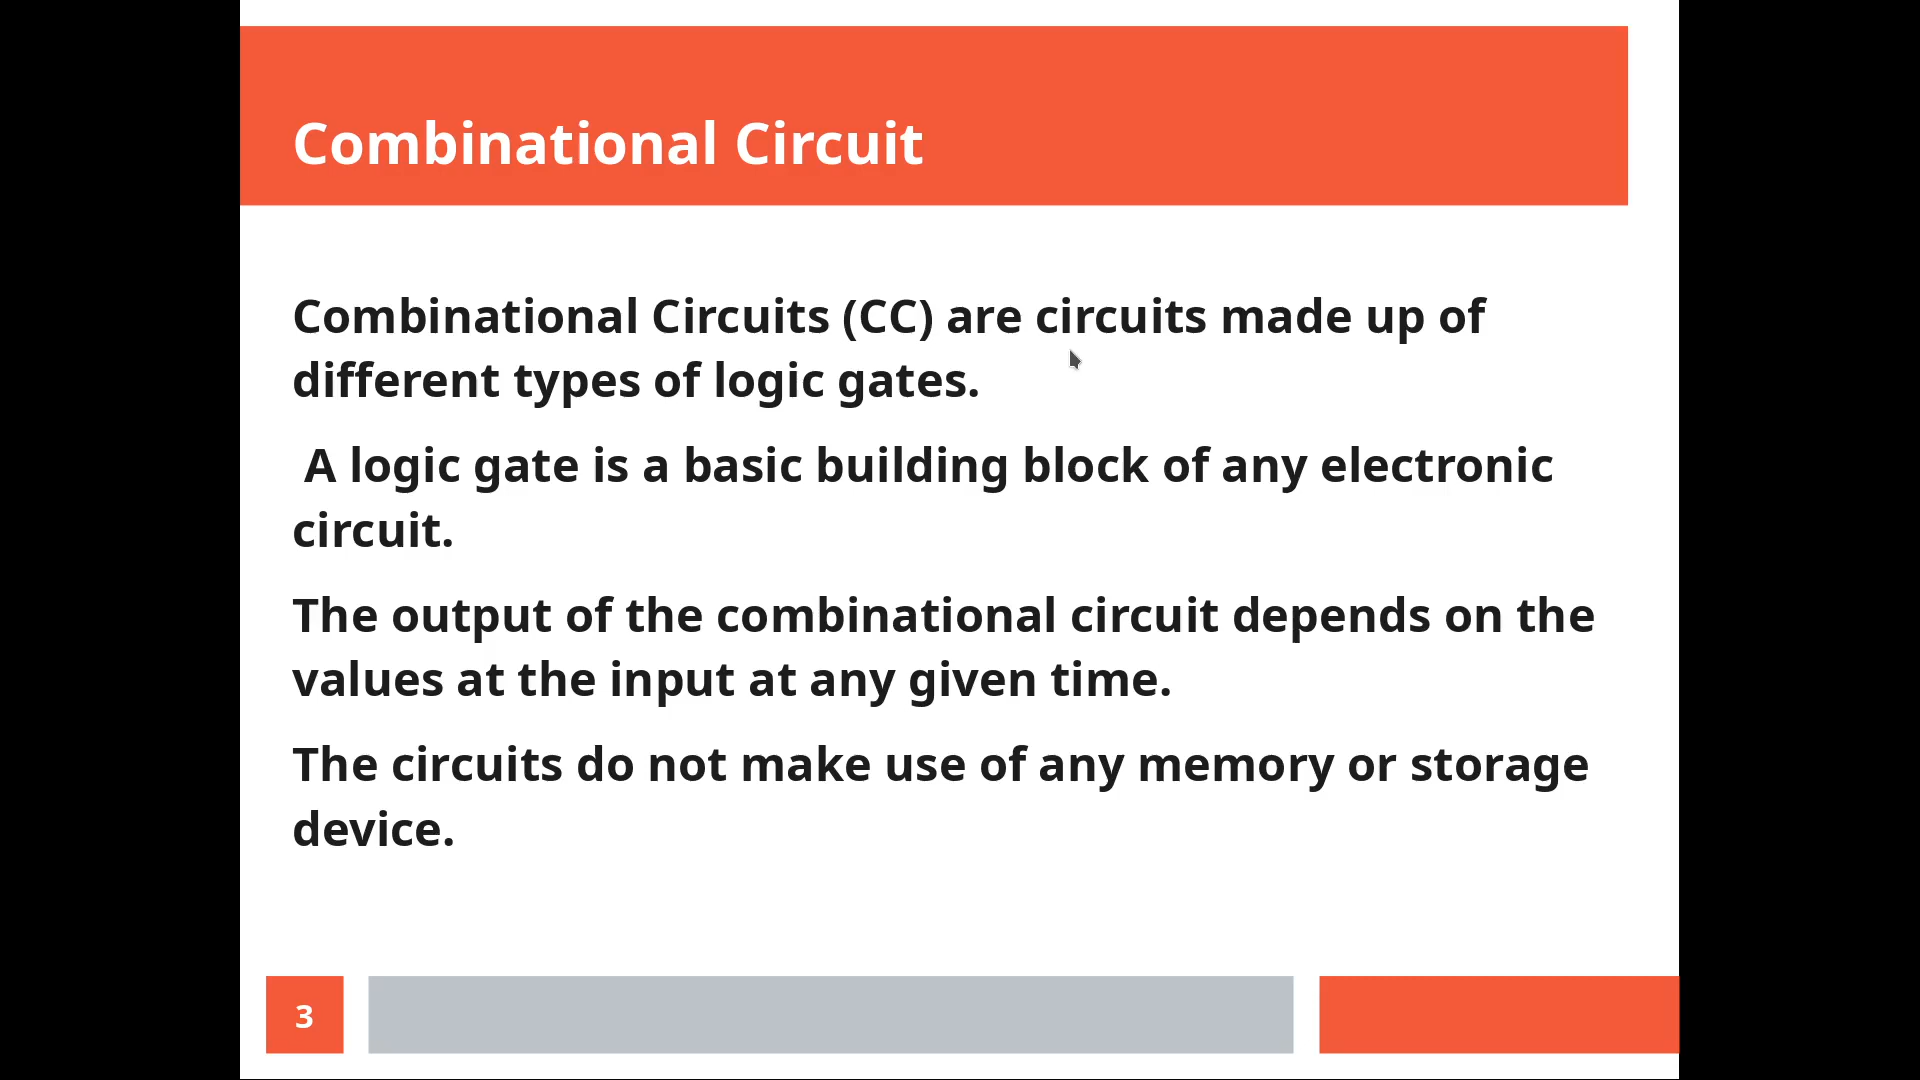 Combinational Circuit
Combinational Circuits (CC) are circuits made up of
different types of logic gates.
A logic gate is a basic building block of any electronic
circuit.
The output of the combinational circuit depends on the
values at the input at any given time.
The circuits do not make use of any memory or storage
device.
3